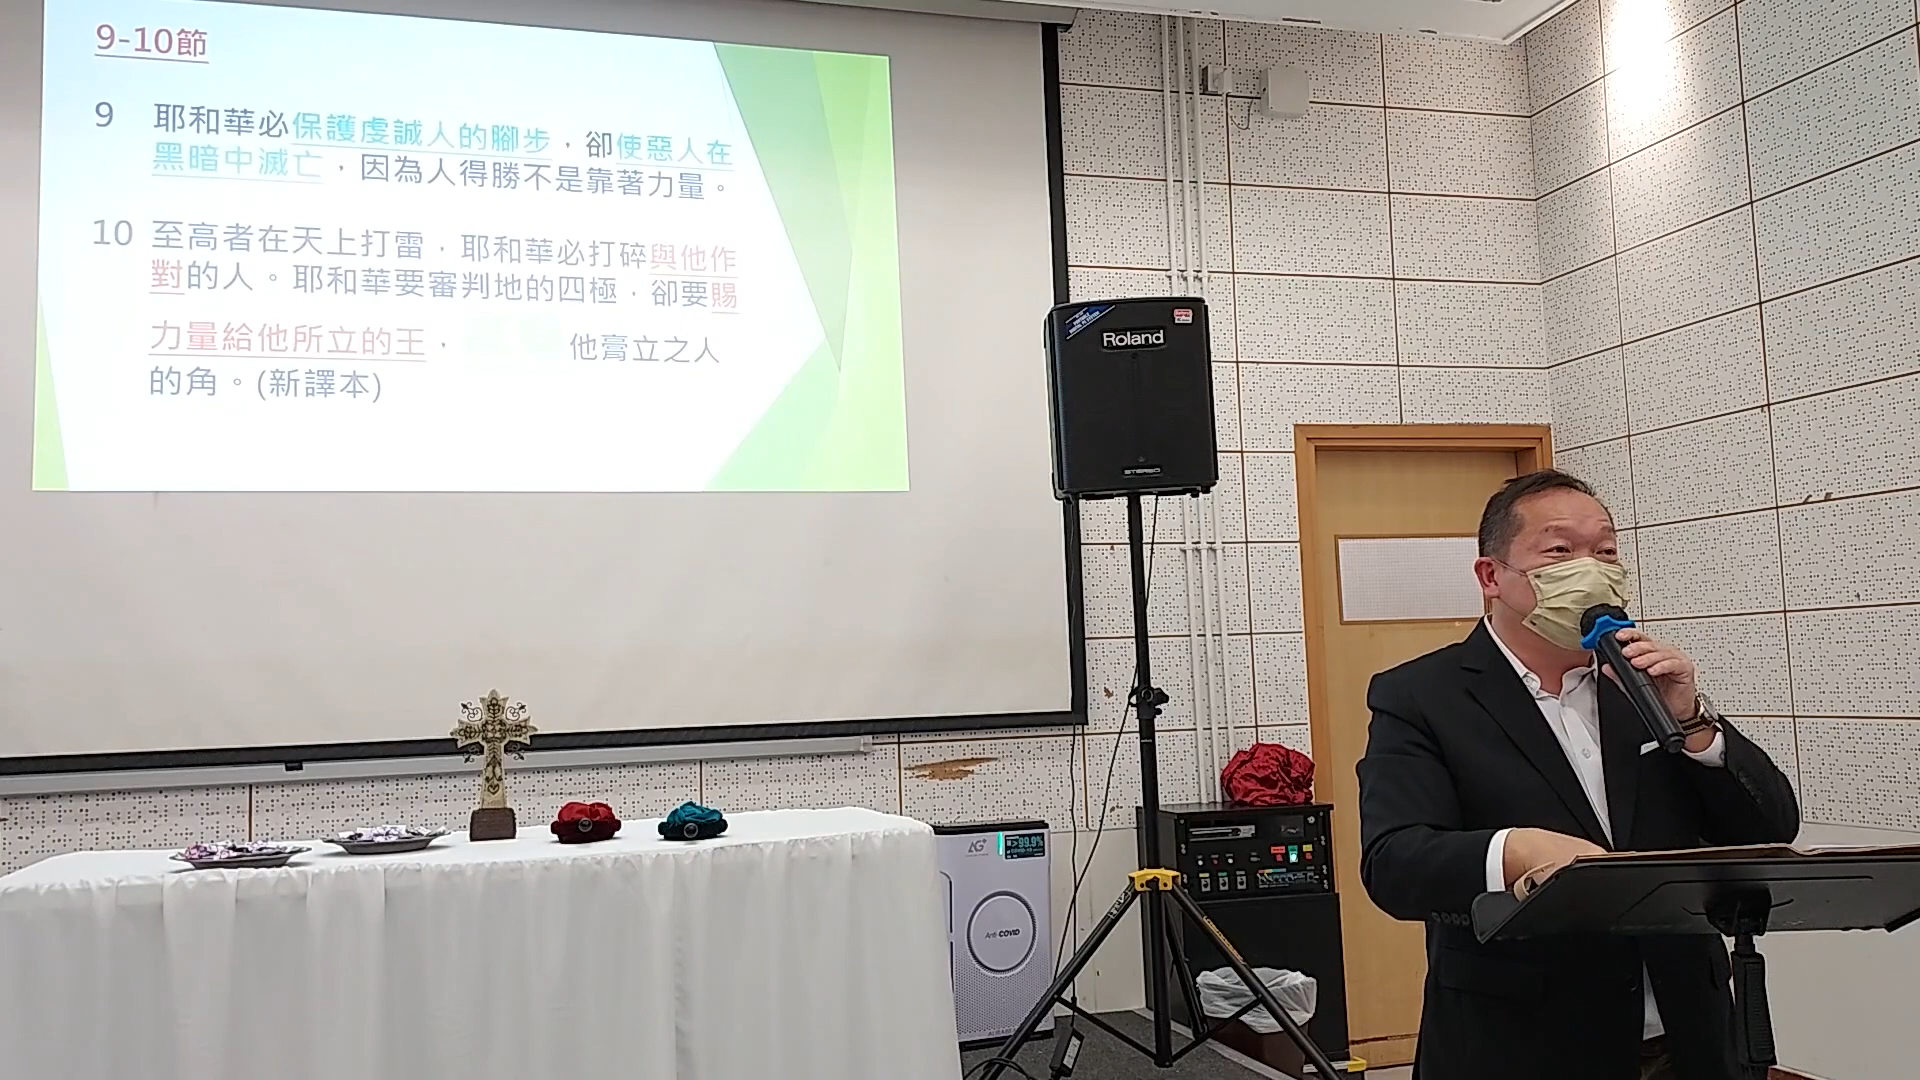 9-10節
9 耶和華必保護虔誠人的腳步，卻使惡人在
黑暗中滅亡，因為人得勝不是靠著力量。
10 至高者在天上打雷，耶和華必打碎與他作
對的人。耶和華要審判地的四極，卻要賜
力量給他所立的王， 他膏立之人
的角。(新譯本)
Roland
STEREO
AG+
>99.9%
Anti-COVID